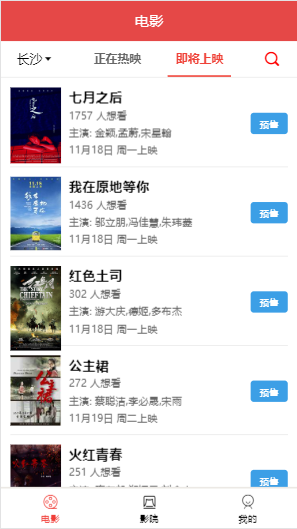 电影
长沙
正在热映
即将上映
七月之后
1757 人想看
主演: 金颖,孟蔚,宋星翰
11月18日 周一上映
预售
我在原地等你
1436 人想看
主演: 邬立朋,冯佳慧,朱玮蓥
11月18日 周一上映
预售
红色土司
THE CHIEFTAIN
302 人想看
主演: 游大庆,德姬,多布杰
11月18日 周一上映
预售
公主裙
272 人想看
主演: 蔡聪洁,李必晟,宋雨
11月19日 周二上映
预售
火红青春
251 人想看
预售
电影
影院
我的